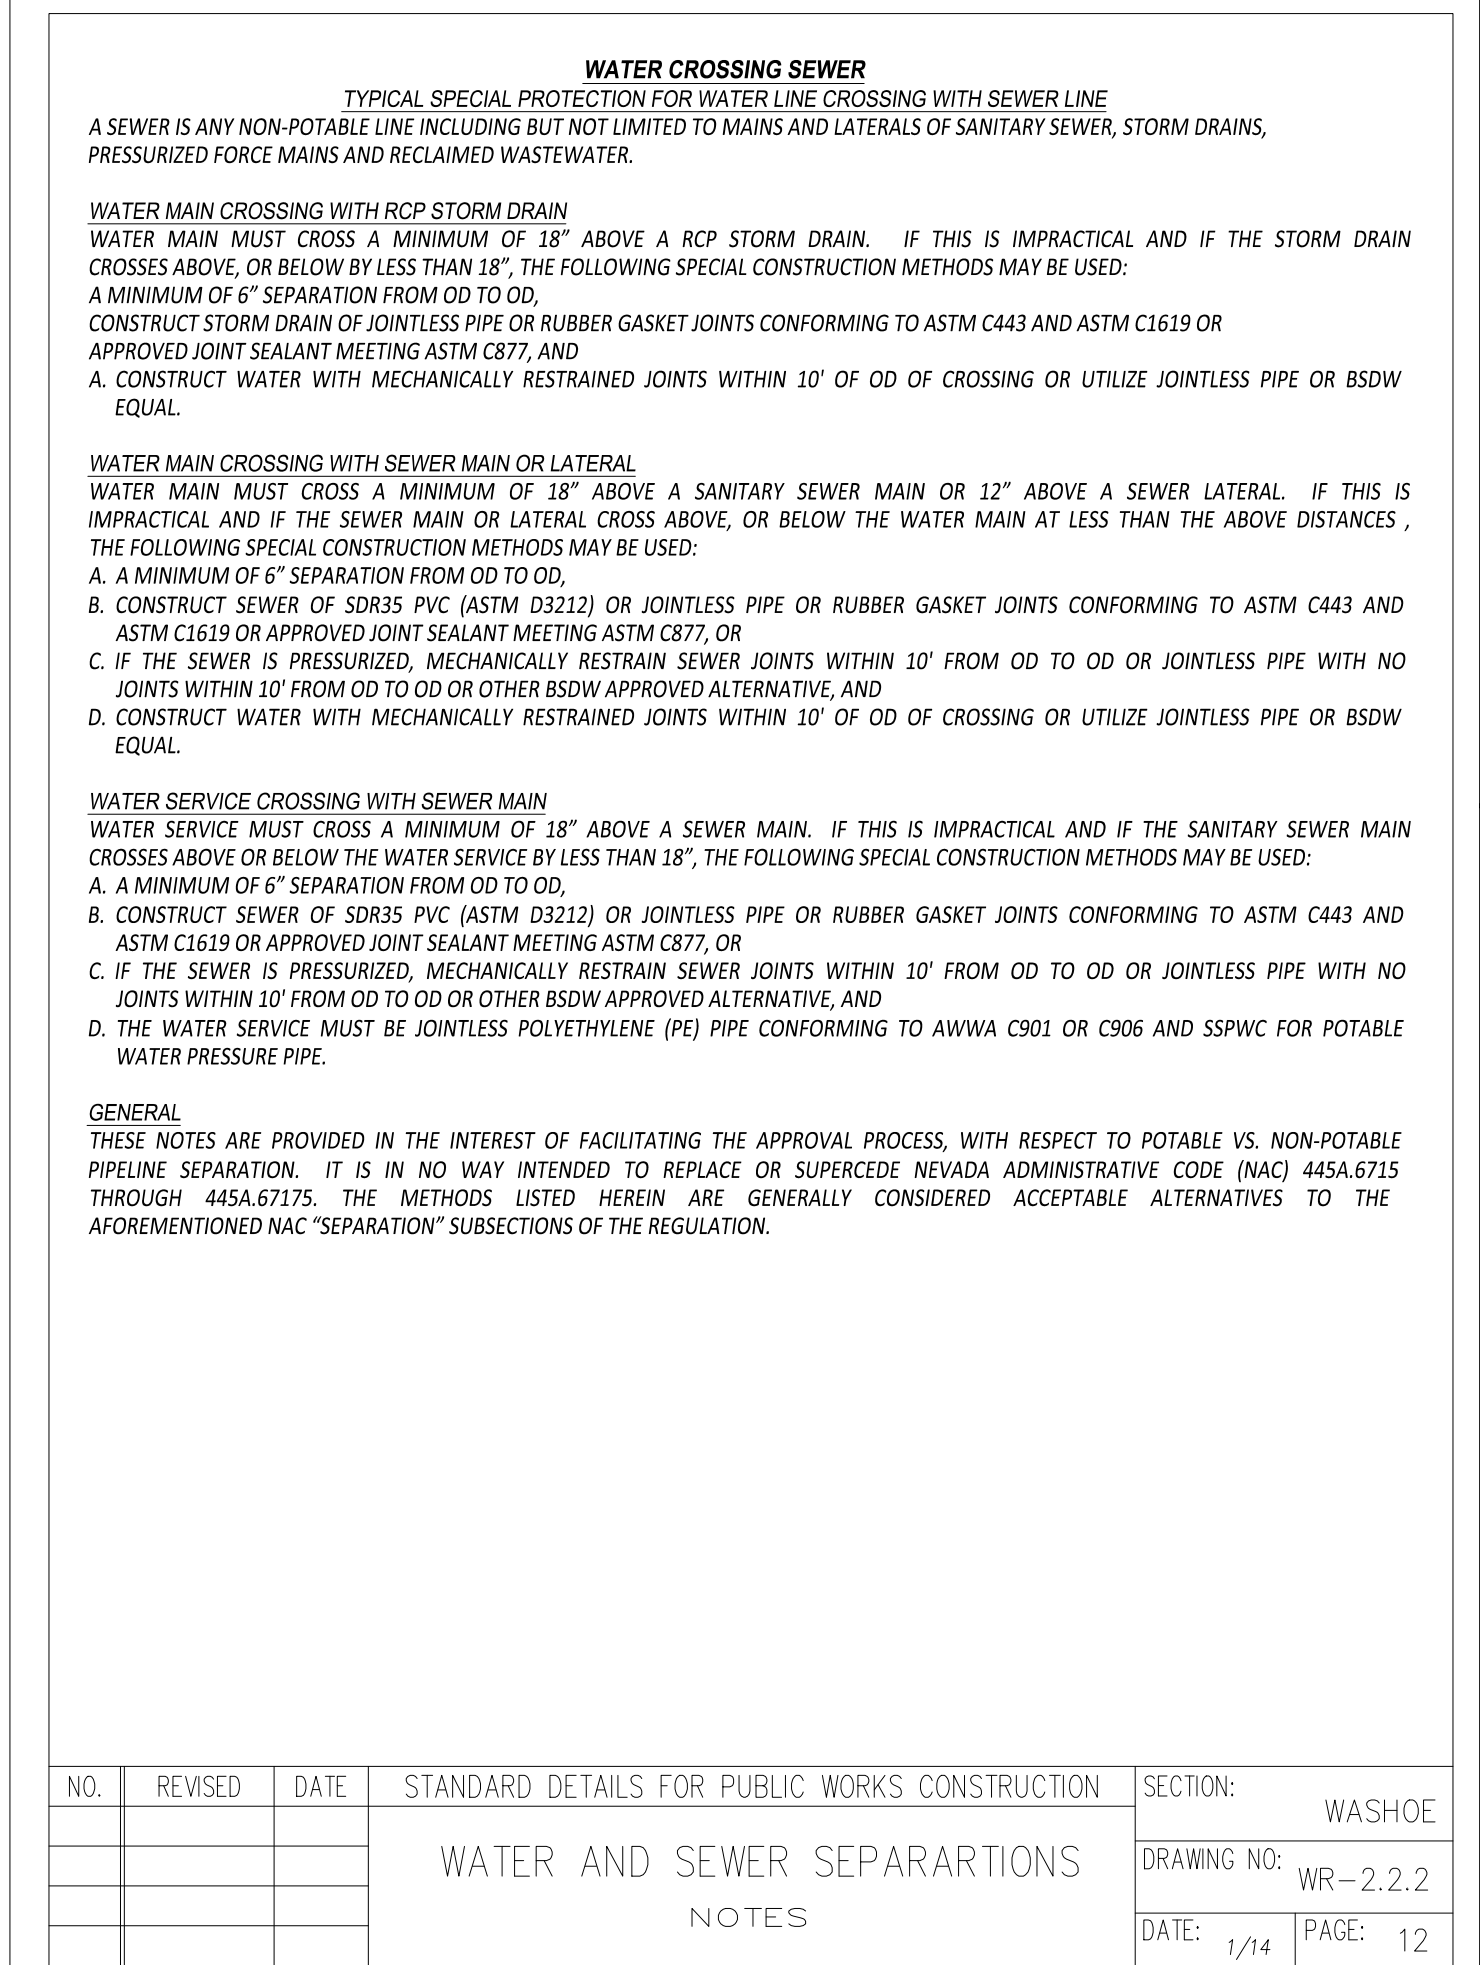 WATER CROSSING SEWER
TYPICAL SPECIAL PROTECTION FOR WATER LINE CROSSING WITH SEWER LINE
A SEWER IS ANY NON-POTABLE LINE INCLUDING BUT NOT LIMITED TO MAINS AND LATERALS OF SANITARY SEWER, STORM DRAINS,
PRESSURIZED FORCE MAINS AND RECLAIMED WASTEWATER.
WATER MAIN CROSSING WITH RCP STORM DRAIN
WATER MAIN MUST CROSS A MINIMUM OF 18” ABOVE A RCP STORM DRAIN. IF THIS IS IMPRACTICAL AND IF THE STORM DRAIN
CROSSES ABOVE, OR BELOW BY LESS THAN 18”, THE FOLLOWING SPECIAL CONSTRUCTION METHODS MAY BE USED:
A MINIMUM OF 6” SEPARATION FROM OD TO OD,
CONSTRUCT STORM DRAIN OF JOINTLESS PIPE OR RUBBER GASKET JOINTS CONFORMING TO ASTM C443 AND ASTM C1619 OR
APPROVED JOINT SEALANT MEETING ASTM C877, AND
A. CONSTRUCT WATER WITH MECHANICALLY RESTRAINED JOINTS WITHIN 10' OF OD OF CROSSING OR UTILIZE JOINTLESS PIPE OR BSDW
EQUAL.
WATER MAIN CROSSING WITH SEWER MAIN OR LATERAL
WATER MAIN MUST CROSS A MINIMUM OF 18” ABOVE A SANITARY SEWER MAIN OR 12” ABOVE A SEWER LATERAL. IF THIS IS
IMPRACTICAL AND IF THE SEWER MAIN OR LATERAL CROSS ABOVE, OR BELOW THE WATER MAIN AT LESS THAN THE ABOVE DISTANCES ,
THE FOLLOWING SPECIAL CONSTRUCTION METHODS MAY BE USED:
A. A MINIMUM OF 6” SEPARATION FROM OD TO OD,
B. CONSTRUCT SEWER OF SDR35 PVC (ASTM D3212) OR JOINTLESS PIPE OR RUBBER GASKET JOINTS CONFORMING TO ASTM C443 AND
ASTM C1619 OR APPROVED JOINT SEALANT MEETING ASTM C877, OR
C. IF THE SEWER IS PRESSURIZED, MECHANICALLY RESTRAIN SEWER JOINTS WITHIN 10' FROM OD TO OD OR JOINTLESS PIPE WITH NO
JOINTS WITHIN 10' FROM OD TO OD OR OTHER BSDW APPROVED ALTERNATIVE, AND
D. CONSTRUCT WATER WITH MECHANICALLY RESTRAINED JOINTS WITHIN 10' OF OD OF CROSSING OR UTILIZE JOINTLESS PIPE OR BSDW
EQUAL.
WATER SERVICE CROSSING WITH SEWER MAIN
WATER SERVICE MUST CROSS A MINIMUM OF 18” ABOVE A SEWER MAIN. IF THIS IS IMPRACTICAL AND IF THE SANITARY SEWER MAIN
CROSSES ABOVE OR BELOW THE WATER SERVICE BY LESS THAN 18”, THE FOLLOWING SPECIAL CONSTRUCTION METHODS MAY BE USED:
A. A MINIMUM OF 6” SEPARATION FROM OD TO OD,
B. CONSTRUCT SEWER OF SDR35 PVC (ASTM D3212) OR JOINTLESS PIPE OR RUBBER GASKET JOINTS CONFORMING TO ASTM C443 AND
ASTM C1619 OR APPROVED JOINT SEALANT MEETING ASTM C877, OR
C. IF THE SEWER IS PRESSURIZED, MECHANICALLY RESTRAIN SEWER JOINTS WITHIN 10' FROM OD TO OD OR JOINTLESS PIPE WITH NO
JOINTS WITHIN 10' FROM OD TO OD OR OTHER BSDW APPROVED ALTERNATIVE, AND
D. THE WATER SERVICE MUST BE JOINTLESS POLYETHYLENE (PE) PIPE CONFORMING TO AWWA C901 OR C906 AND SSPWC FOR POTABLE
WATER PRESSURE PIPE.
GENERAL
THESE NOTES ARE PROVIDED IN THE INTEREST OF FACILITATING THE APPROVAL PROCESS, WITH RESPECT TO POTABLE VS. NON-POTABLE
PIPELINE SEPARATION. IT IS IN NO WAY INTENDED TO REPLACE OR SUPERCEDE NEVADA ADMINISTRATIVE CODE (NAC) 445A.6715
THROUGH 445A.67175. THE METHODS LISTED HEREIN ARE GENERALLY CONSIDERED ACCEPTABLE ALTERNATIVES TO THE
AFOREMENTIONED NAC “SEPARATION” SUBSECTIONS OF THE REGULATION.
NO. REVISED DATE
STANDARD DETAILS FOR PUBLIC WORKS CONSTRUCTION
WATER AND SEWER SEPARARTIONS
NOTES
SECTION:
WASHOE
DRAWING NO:
WR-2.2.2
DATE: 1/14
PAGE: 12